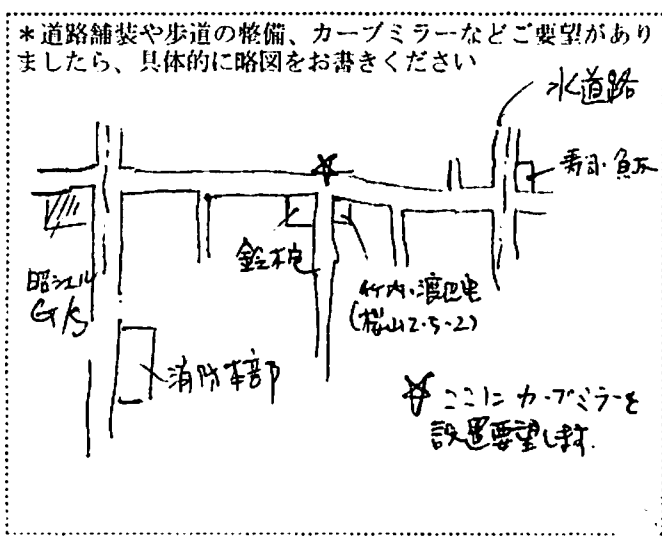 ＊道路舗装や歩道の整備、カーブミラーなどご要望があり
ましたら、具体的に略図をお書きください
水道路
寿司・魚友
鈴木宅
昭シェル
G/S
竹内・渡辺宅
(桜山2-5-2)
消防本部
☆ ここに カーブミラーを
設置要望します.